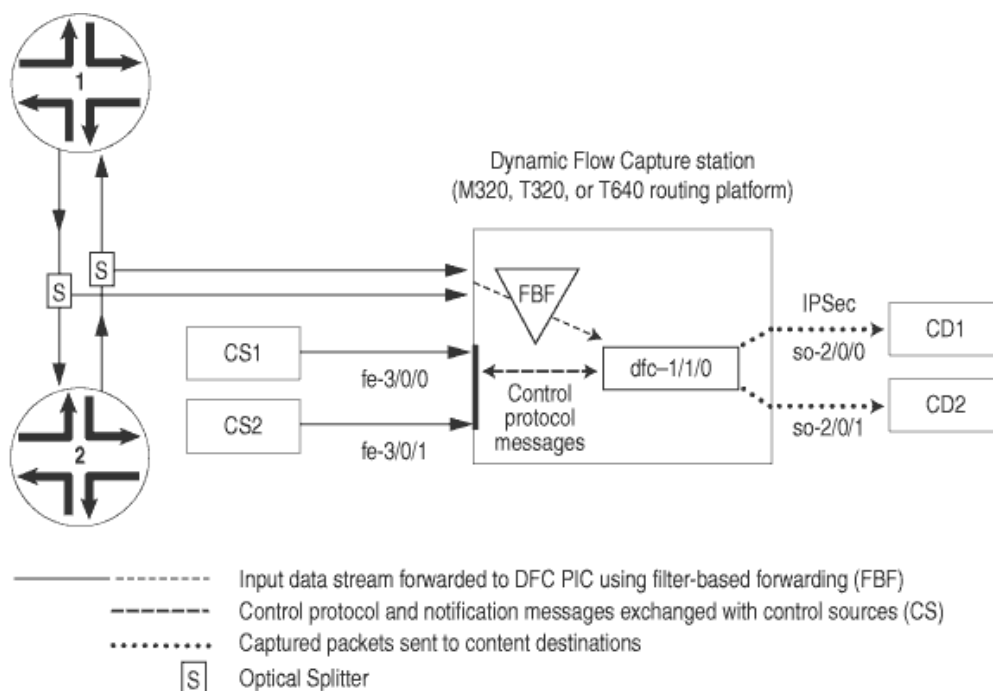 1
Dynamic Flow Capture station
(M320, T320, or T640 routing platform)
S
S
FBF
IPSec
CS1
CD1
fe-3/0/0
dfc–1/1/0
so-2/0/0
Control
protocol
messages
CS2
CD2
fe-3/0/1
so-2/0/1
2
Input data stream forwarded to DFC PIC using filter-based forwarding (FBF)
Control protocol and notification messages exchanged with control sources (CS)
Captured packets sent to content destinations
S Optical Splitter